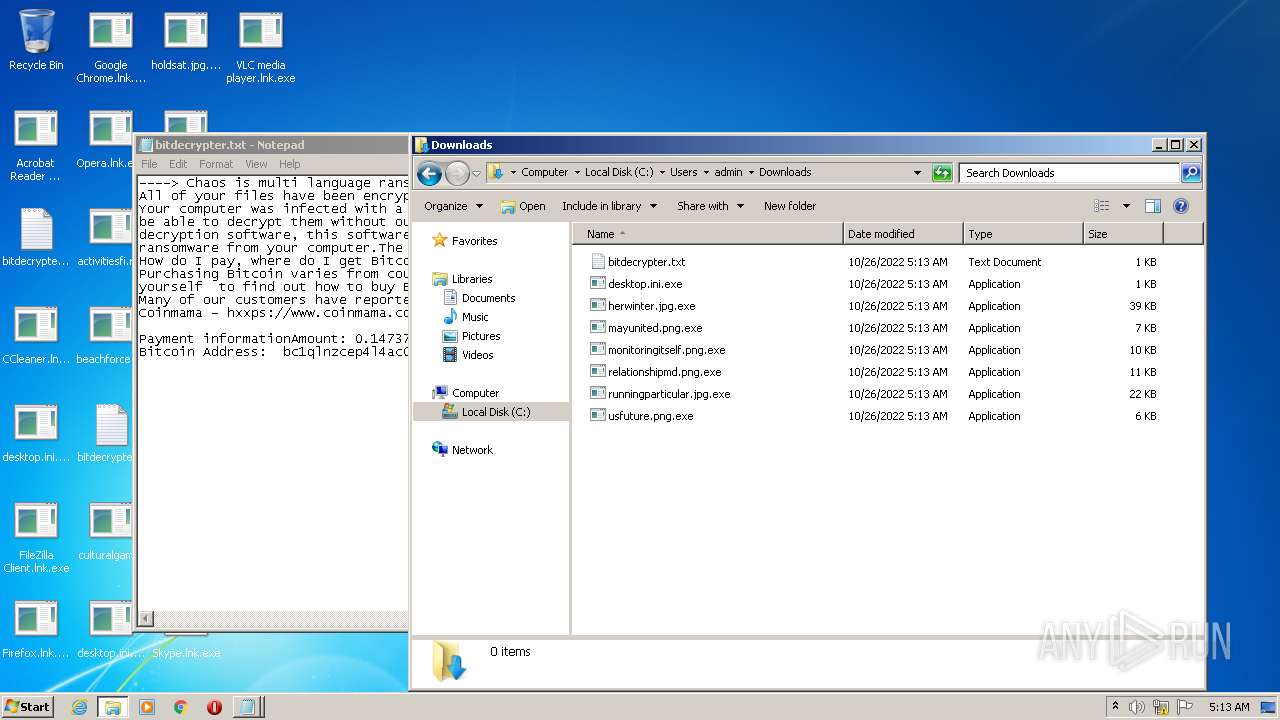 Recycle Bin
Google Chrome.lnk....
holdsat.jpg....
VLC media player.lnk.exe
Acrobat Reader ...
Opera.lnk.e
bitdecrypte...
activitiesfi.r
CCleaner.ln...
beachforce.
desktop.ini....
bitdecrypte
FileZilla Client.lnk.exe
culturalgam
Firefox.lnk....
desktop.ini....
Skype.lnk.exe
bitdecrypter.txt - Notepad
File Edit Format View Help
----> Chaos is multi language rans
All of your files have been encryp
Your computer was infected with a
be able to decrypt them without ou
decryption software, this software
ransomware from your computer.The
How do I pay, where do I get Bitco
Purchasing Bitcoin varies from cou
yourself to find out how to buy B
Many of our customers have reporte
Coinmama - hxxps://www.coinmama.co
Payment informationAmount: 0.14737
Bitcoin Address: bc1qlnzcep4l4ac0
Downloads
Computer Local Disk (C:) Users admin Downloads
Search Downloads
Organize Open Include in library Share with New folder
Favorites
Libraries
Documents
Music
Pictures
Videos
Computer
Local Disk (C:)
Network
Name Date modified Type Size
bitdecrypter.txt 10/26/2022 5:13 AM Text Document 1 KB
desktop.ini.exe 10/26/2022 5:13 AM Application 1 KB
hotwinter.jpg.exe 10/26/2022 5:13 AM Application 39 KB
mayunited.png.exe 10/26/2022 5:13 AM Application 7 KB
monitoringitself.png.exe 10/26/2022 5:13 AM Application 10 KB
relationshipmd.png.exe 10/26/2022 5:13 AM Application 11 KB
runningparticular.jpg.exe 10/26/2022 5:13 AM Application 22 KB
usfuture.png.exe 10/26/2022 5:13 AM Application 6 KB
0 items
ANY RUN
Start
5:13 AM